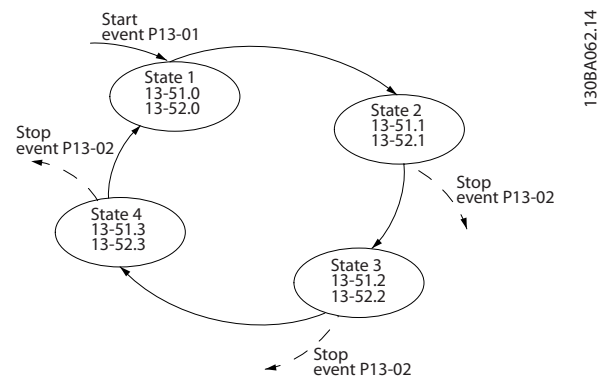 Start
event P13-01
State 1
13-51.0
13-52.0
State 2
13-51.1
13-52.1
Stop
event P13-02
Stop
event P13-02
State 4
13-51.3
13-52.3
State 3
13-51.2
13-52.2
Stop
event P13-02
130BA062.14